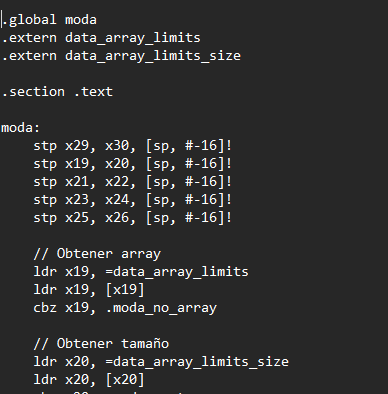 .global moda
.extern data_array_limits
.extern data_array_limits_size
.section .text
moda:
stp x29, x30, [sp, #-16]!
stp x19, x20, [sp, #-16]!
stp x21, x22, [sp, #-16]!
stp x23, x24, [sp, #-16]!
stp x25, x26, [sp, #-16]!
// Obtener array
ldr x19, =data_array_limits
ldr x19, [x19]
cbz x19, .moda_no_array
// Obtener tamaño
ldr x20, =data_array_limits_size
ldr x20, [x20]